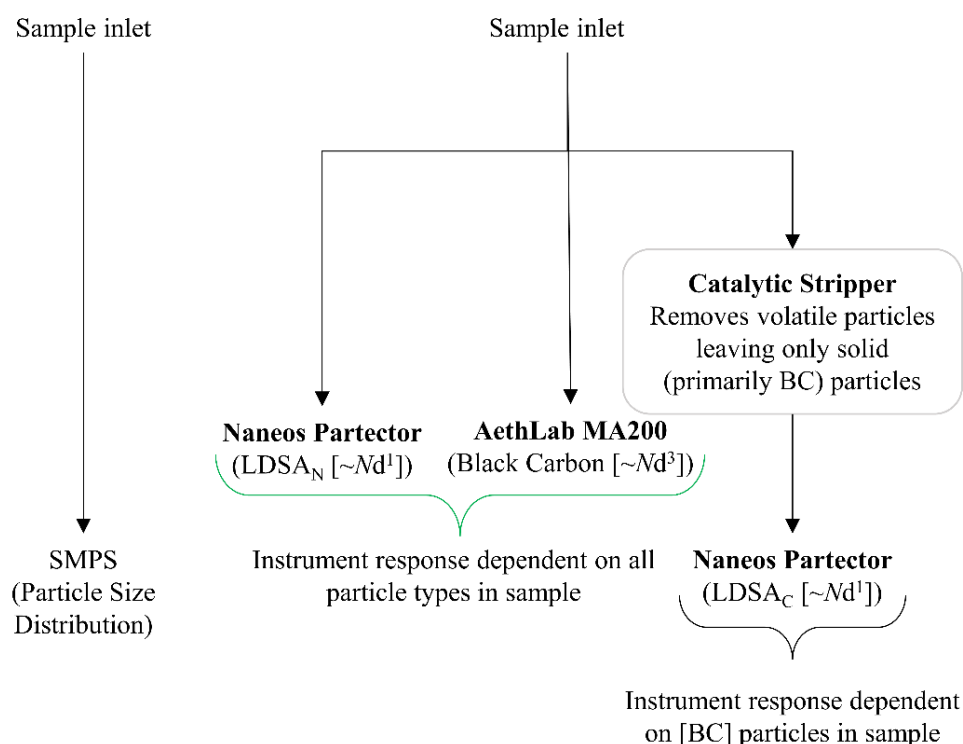 Sample inlet
Sample inlet
Catalytic Stripper
Removes volatile particles
leaving only solid
(primarily BC) particles
Naneos Partector
(LDSA_N [~Nd¹])
AethLab MA200
(Black Carbon [~Nd³])
SMPS
(Particle Size
Distribution)
Instrument response dependent on all
particle types in sample
Naneos Partector
(LDSA_C [~Nd¹])
Instrument response dependent
on [BC] particles in sample